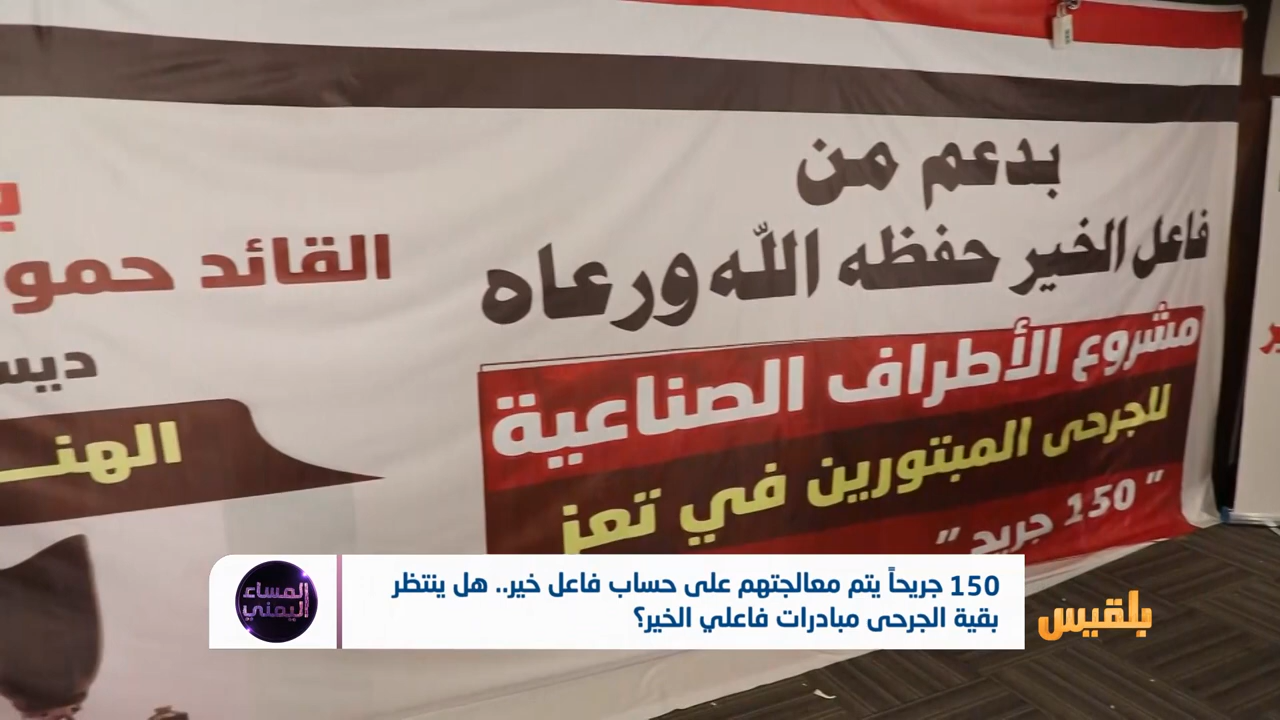 بدعم من
فاعل الخير حفظه الله ورعاه
مشروع الأطراف الصناعية
للجرحى المبتورين في تعز
" 150 جريح "
القائد حمو
ديس
الهنـ
150 جريحاً يتم معالجتهم على حساب فاعل خير.. هل ينتظر
بقية الجرحى مبادرات فاعلي الخير؟
المساء
اليمني
بلقيس